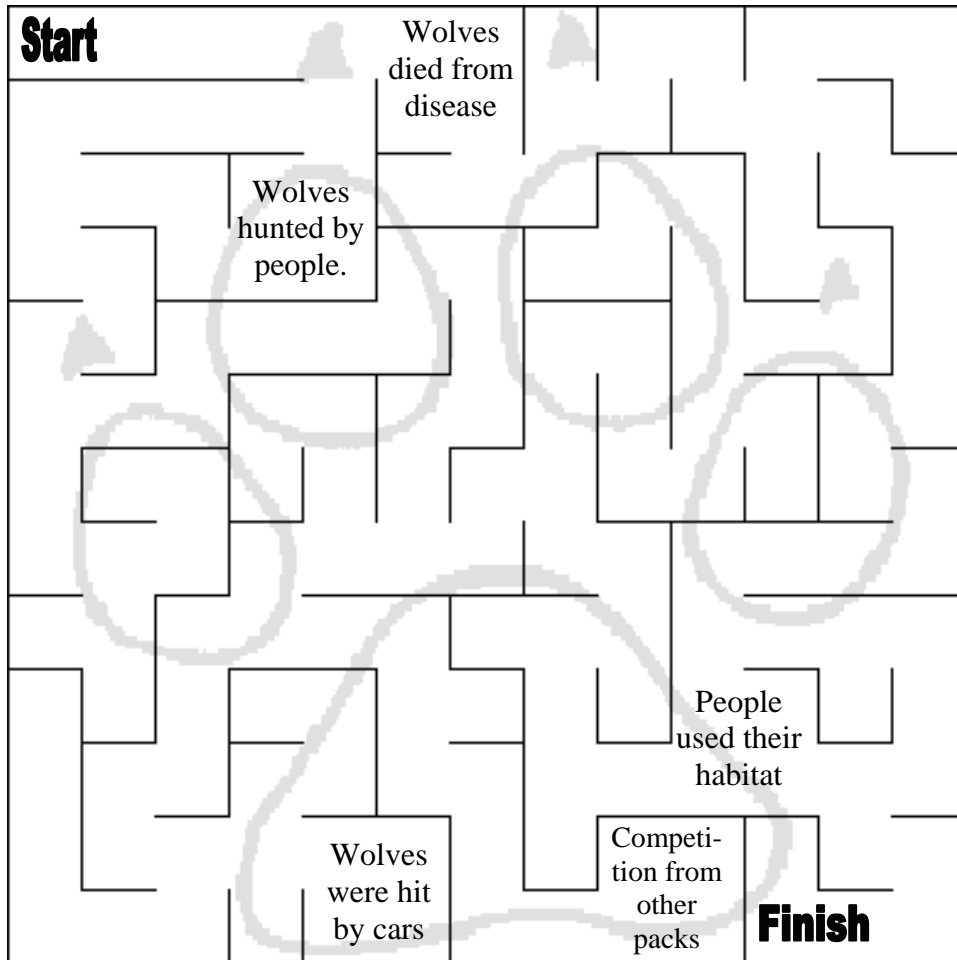 Start
Wolves
died from
disease
Wolves
hunted by
people.
People
used their
habitat
Wolves
were hit
by cars
Competi-
tion from
other
packs
Finish